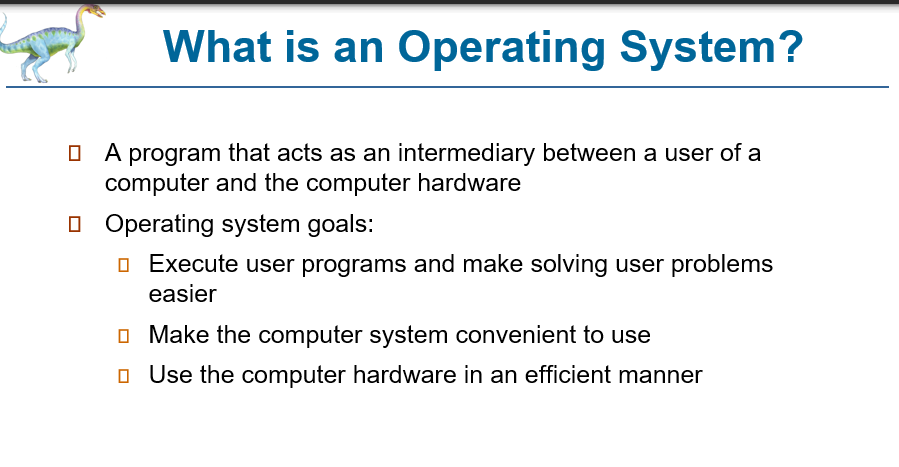 What is an Operating System?
A program that acts as an intermediary between a user of a
computer and the computer hardware
Operating system goals:
Execute user programs and make solving user problems
easier
Make the computer system convenient to use
Use the computer hardware in an efficient manner